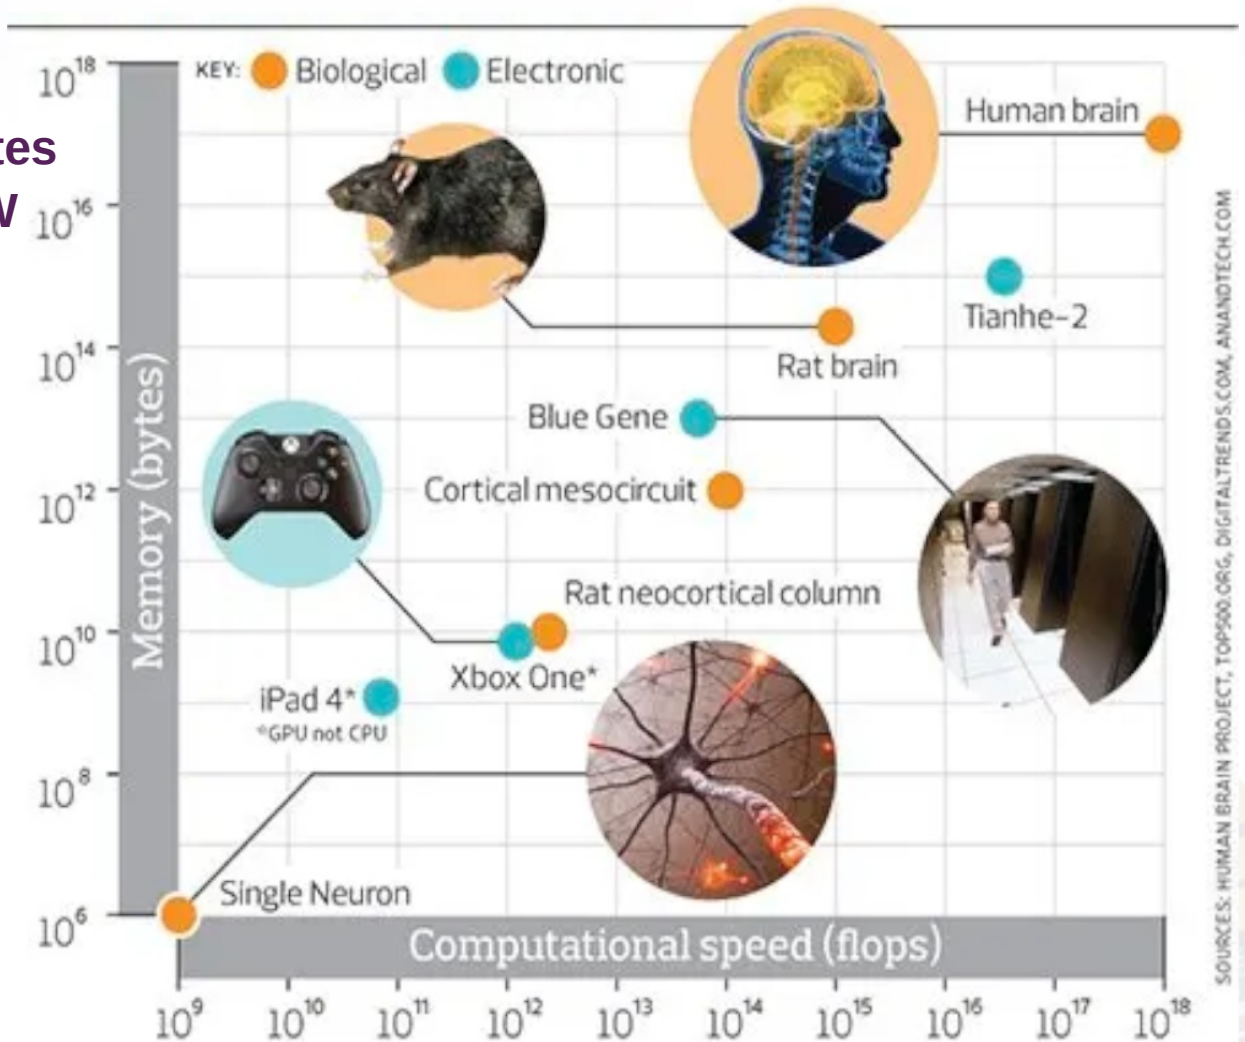 KEY: Biological Electronic
10^18
tes
w
10^16
10^14
10^12
10^10
10^8
10^6
Memory (bytes)
Human brain
Tianhe-2
Rat brain
Blue Gene
Cortical mesocircuit
Rat neocortical column
Xbox One*
iPad 4*
*GPU not CPU
Single Neuron
Computational speed (flops)
10^9 10^10 10^11 10^12 10^13 10^14 10^15 10^16 10^17 10^18
SOURCES: HUMAN BRAIN PROJECT, TOP500.ORG, DIGITALTRENDS.COM, ANANDTECH.COM